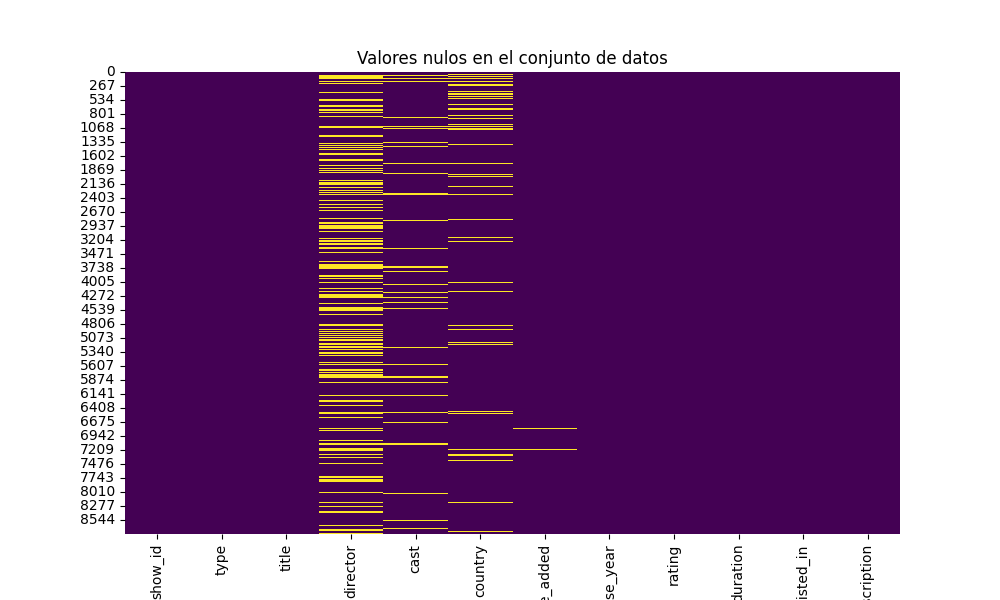 Valores nulos en el conjunto de datos
0
267
534
801
1068
1335
1602
1869
2136
2403
2670
2937
3204
3471
3738
4005
4272
4539
4806
5073
5340
5607
5874
6141
6408
6675
6942
7209
7476
7743
8010
8277
8544
show_id
type
title
director
cast
country
e_added
se_year
rating
duration
isted_in
scription